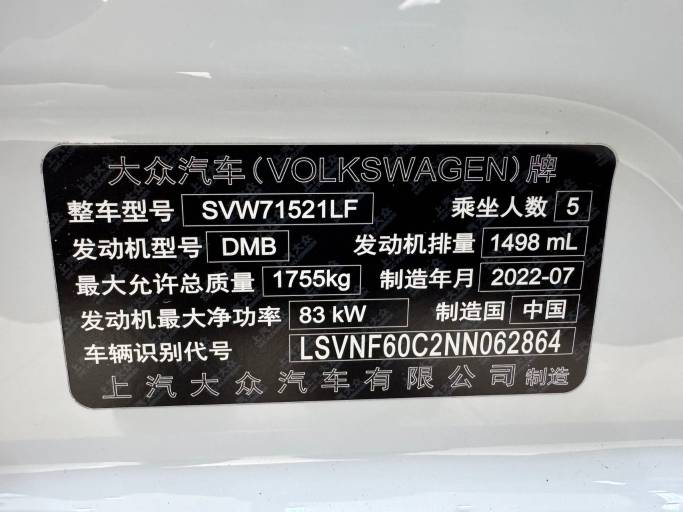 大众汽车(VOLKSWAGEN)牌
整车型号 SVW71521LF 乘坐人数 5
发动机型号 DMB 发动机排量 1498 mL
最大允许总质量 1755kg 制造年月 2022-07
发动机最大净功率 83 kW 制造国 中国
车辆识别代号 LSVNF60C2NN062864
上汽大众汽车有限公司 制造